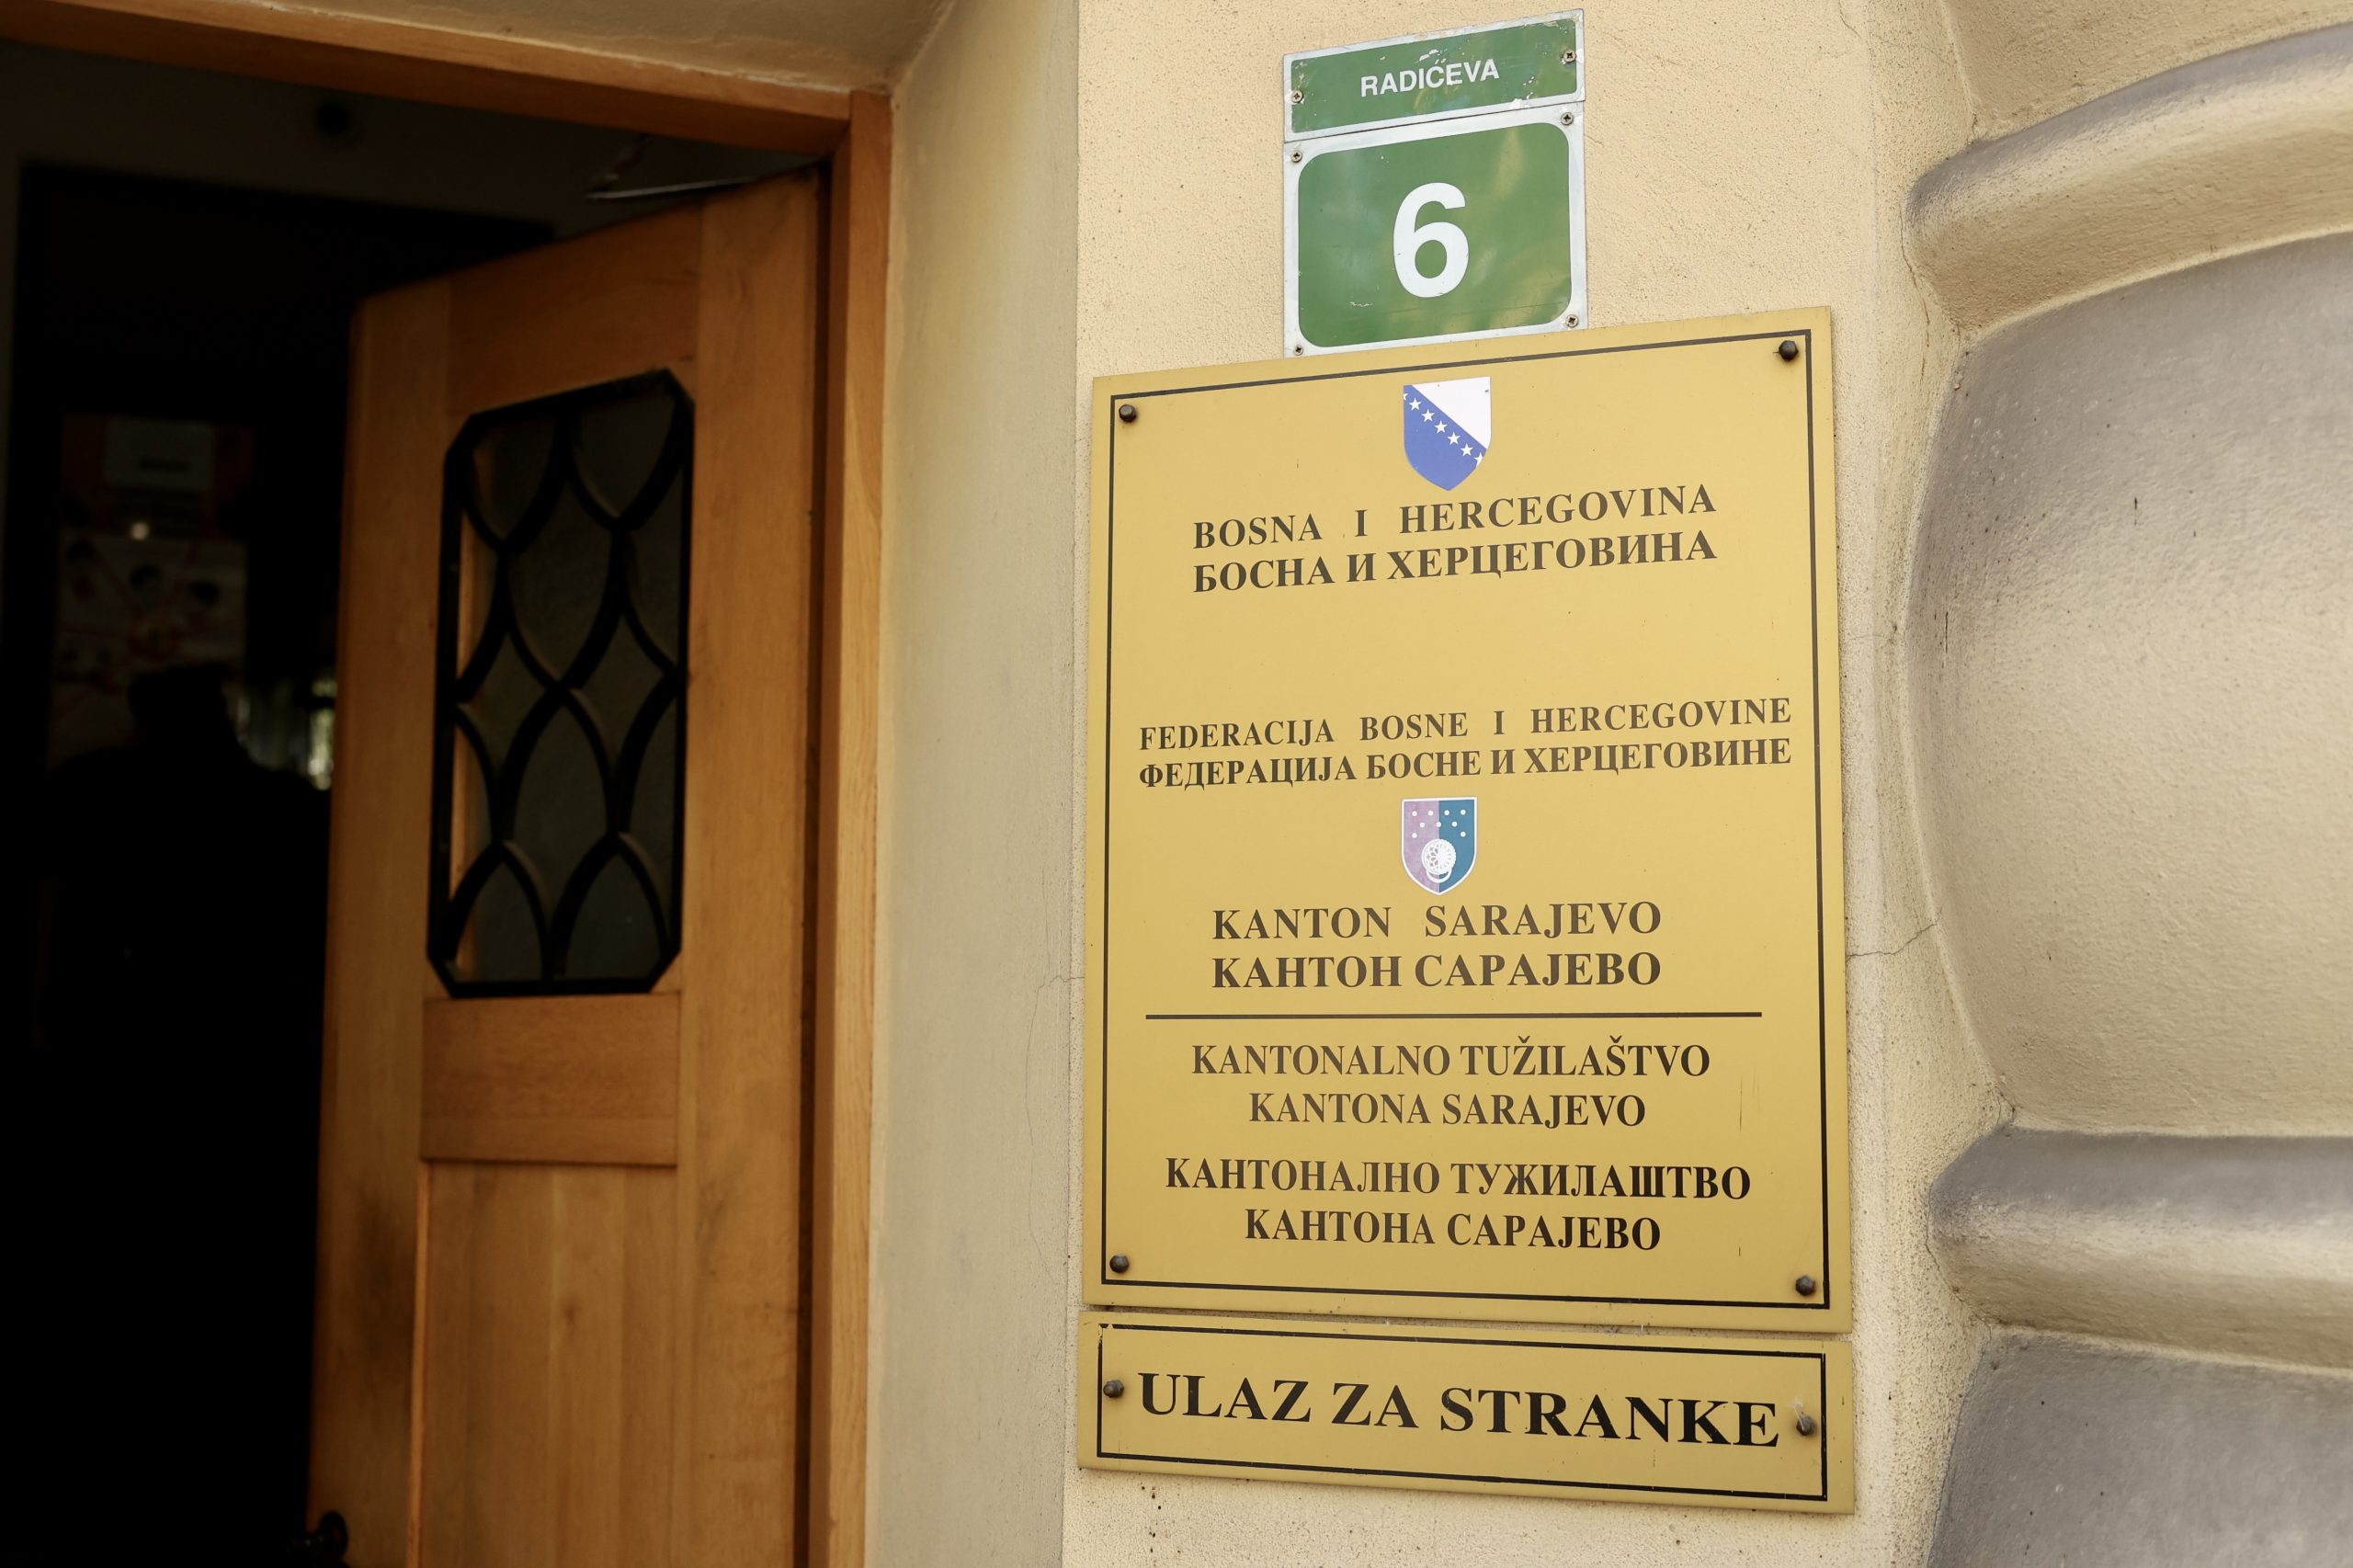 RADIĆEVA
6
BOSNA I HERCEGOVINA
БОСНА И ХЕРЦЕГОВИНА
FEDERACIJA BOSNE I HERCEGOVINE
ФЕДЕРАЦИЈА БОСНЕ И ХЕРЦЕГОВИНЕ
KANTON SARAJEVO
КАНТОН САРАЈЕВО
KANTONALNO TUŽILAŠTVO
KANTONA SARAJEVO
КАНТОНАЛНО ТУЖИЛАШТВО
КАНТОНА САРАЈЕВО
ULAZ ZA STRANKE